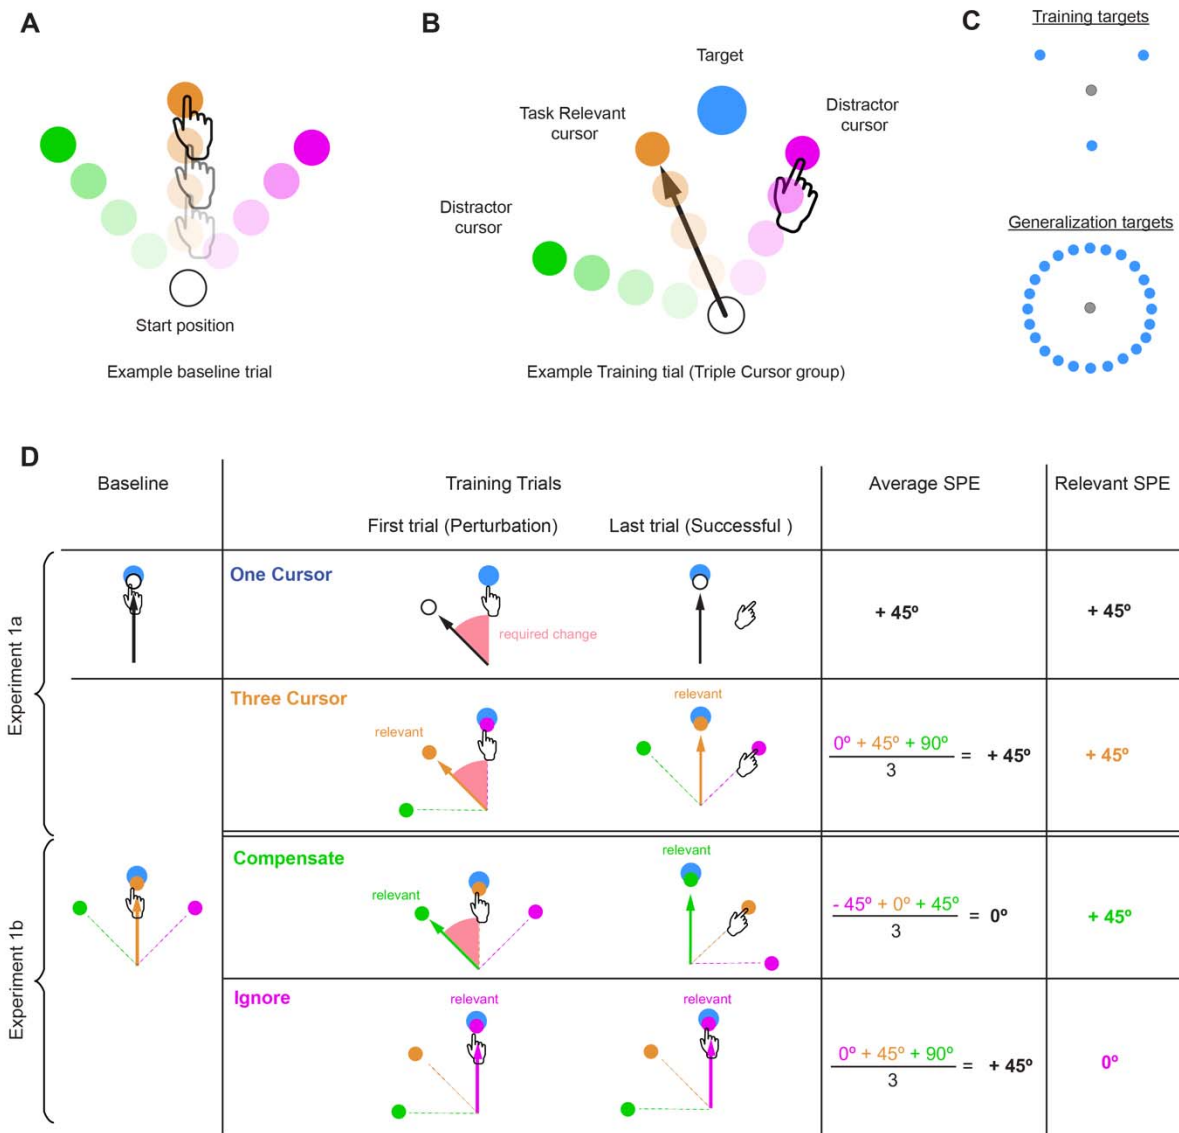 A
B
C
Training targets
Target
Task Relevant
cursor
Distractor
cursor
Distractor
cursor
Generalization targets
Start position
Example baseline trial
Example Training tial (Triple Cursor group)
D
Baseline
Training Trials
Average SPE
Relevant SPE
First trial (Perturbation)
Last trial (Successful )
Experiment 1a
One Cursor
required change
+ 45º
+ 45º
Three Cursor
relevant
relevant
0º + 45º + 90º
3
= + 45º
+ 45º
Experiment 1b
Compensate
relevant
relevant
- 45º + 0º + 45º
3
= 0º
+ 45º
Ignore
relevant
relevant
0º + 45º + 90º
3
= + 45º
0º